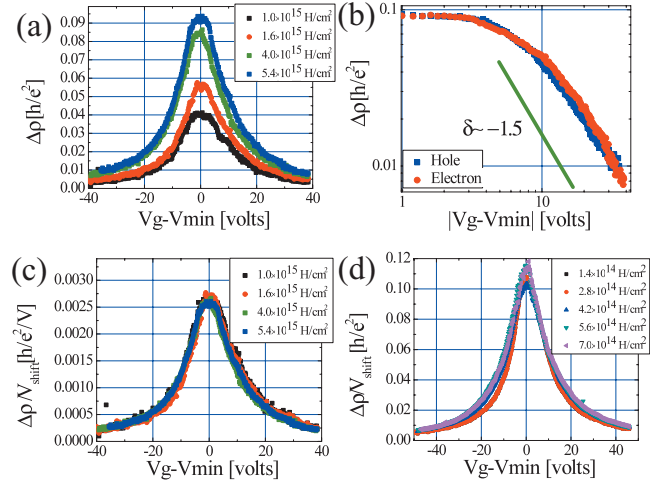 (a)
Δρ[h/e²]
0.09
0.08
0.07
0.06
0.05
0.04
0.03
0.02
0.01
0.00
1.0×10¹⁵ H/cm²
1.6×10¹⁵ H/cm²
4.0×10¹⁵ H/cm²
5.4×10¹⁵ H/cm²
-40 -20 0 20 40
Vg-Vmin [volts]
(b)
Δρ[h/e²]
0.1
0.01
δ~ −1.5
Hole
Electron
1 10
|Vg-Vmin| [volts]
(c)
Δρ/Vshift[h/e²/V]
0.0030
0.0025
0.0020
0.0015
0.0010
0.0005
0.0000
1.0×10¹⁵ H/cm²
1.6×10¹⁵ H/cm²
4.0×10¹⁵ H/cm²
5.4×10¹⁵ H/cm²
-40 -20 0 20 40
Vg-Vmin [volts]
(d)
Δρ/Vshift[h/e²]
0.12
0.10
0.08
0.06
0.04
0.02
0.00
1.4×10¹⁴ H/cm²
2.8×10¹⁴ H/cm²
4.2×10¹⁴ H/cm²
5.6×10¹⁴ H/cm²
7.0×10¹⁴ H/cm²
-50 -25 0 25 50
Vg-Vmin [volts]